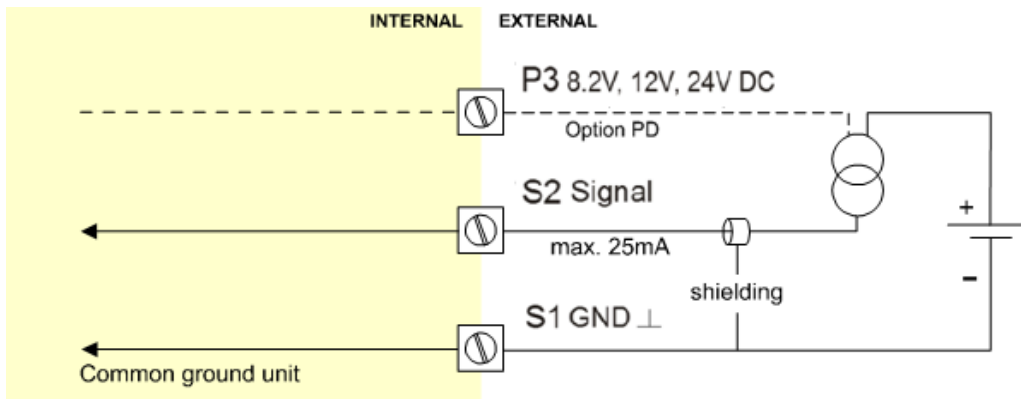 INTERNAL EXTERNAL
P3 8.2V, 12V, 24V DC
Option PD
S2 Signal
+
max. 25mA
-
shielding
S1 GND ⊥
Common ground unit